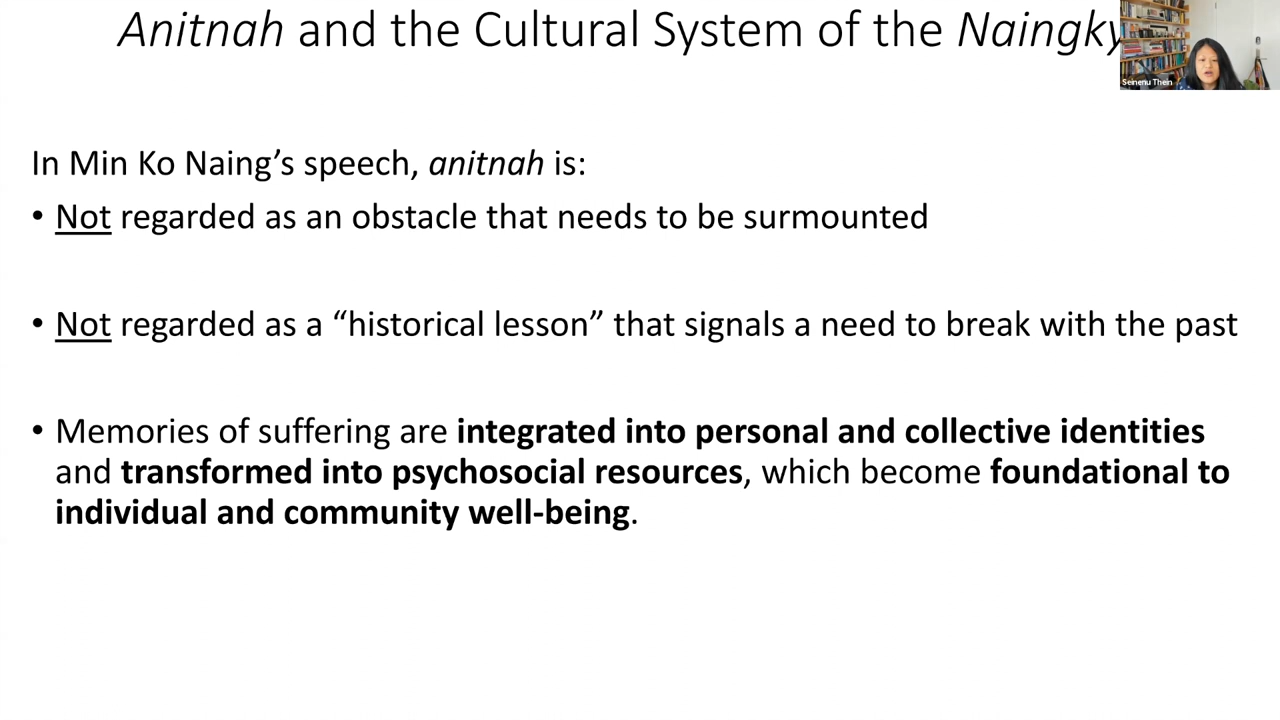 Anitnah and the Cultural System of the Naingky
Seinenu Thein
In Min Ko Naing’s speech, anitnah is:
• Not regarded as an obstacle that needs to be surmounted
• Not regarded as a “historical lesson” that signals a need to break with the past
• Memories of suffering are integrated into personal and collective identities
and transformed into psychosocial resources, which become foundational to
individual and community well-being.